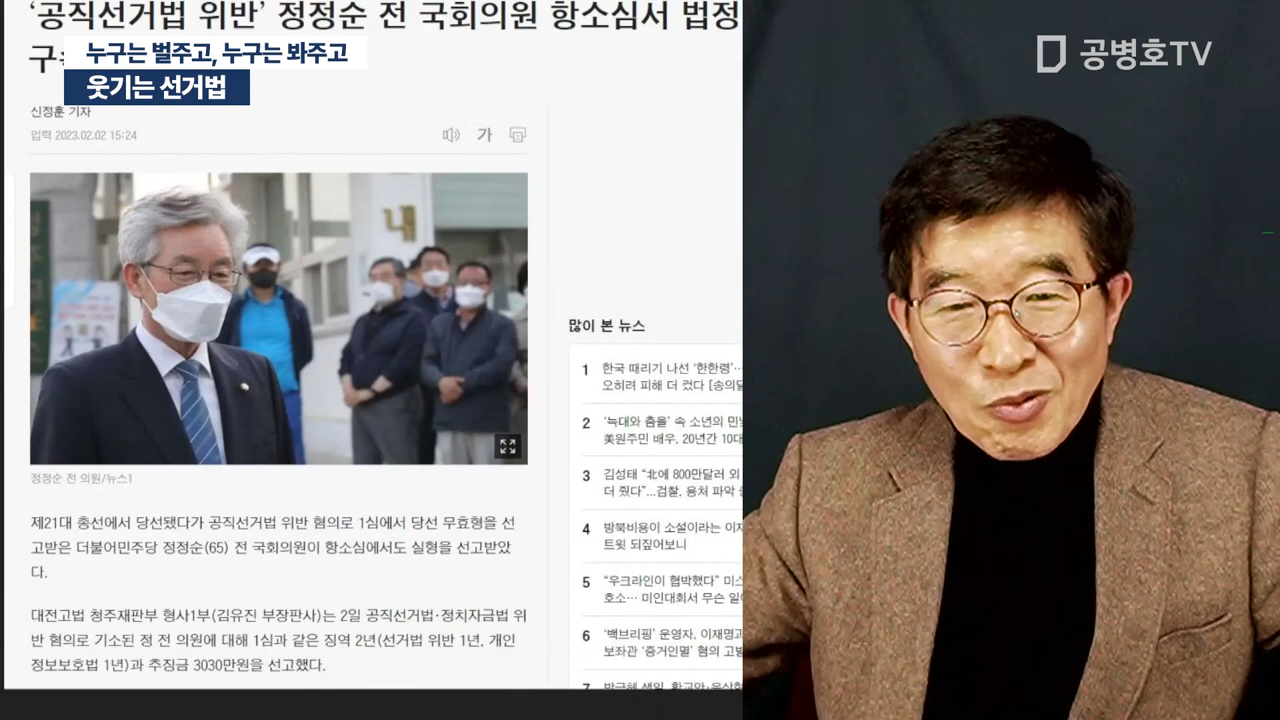 ‘공직선거법 위반’ 정정순 전 국회의원 항소심서 법정
구속
누구는 벌주고, 누구는 봐주고
웃기는 선거법
공병호TV
신정훈 기자
입력 2023.02.02 15:24
가
내
정정순 전 의원/뉴스1
제21대 총선에서 당선됐다가 공직선거법 위반 혐의로 1심에서 당선 무효형을 선
고받은 더불어민주당 정정순(65) 전 국회의원이 항소심에서도 실형을 선고받았
다.
대전고법 청주재판부 형사1부(김유진 부장판사)는 2일 공직선거법·정치자금법 위
반 혐의로 기소된 정 전 의원에 대해 1심과 같은 징역 2년(선거법 위반 1년, 개인
정보보호법 1년)과 추징금 3030만원을 선고했다.
많이 본 뉴스
1 한국 때리기 나선 ‘한한령’…
오히려 피해 더 컸다 [송의달
2 ‘늑대와 춤을’ 속 소년의 민낯
美원주민 배우, 20년간 10대
3 김성태 “北에 800만달러 외
더 줬다”...검찰, 용처 파악
4 방북비용이 소설이라는 이재
트윗 되짚어보니
5 “우크라인이 협박했다” 미스
호소… 미인대회서 무슨 일이
6 ‘백브리핑’ 운영자, 이재명과
보좌관 ‘증거인멸’ 혐의 고발
7 박근혜 생일, 황교안·유상현